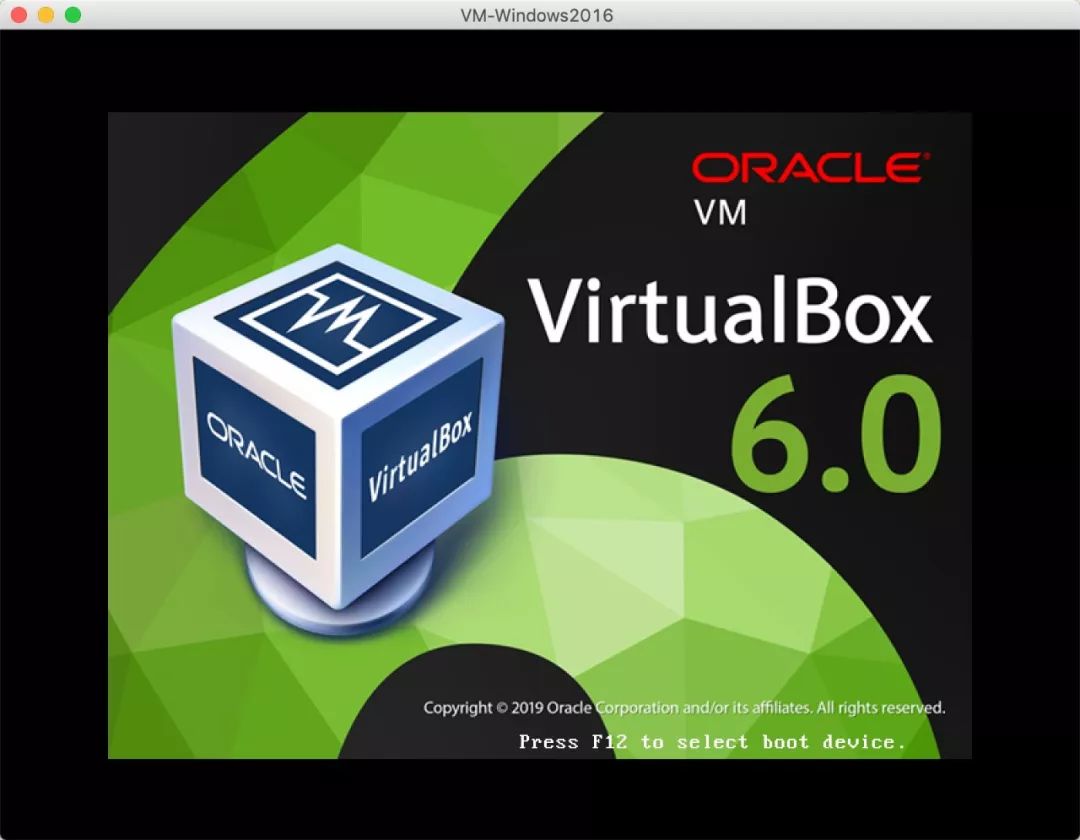 VM-Windows2016
ORACLE®
VM
VirtualBox
6.0
ORACLE
VirtualBox
Copyright © 2019 Oracle Corporation and/or its affiliates. All rights reserved.
Press F12 to select boot device.